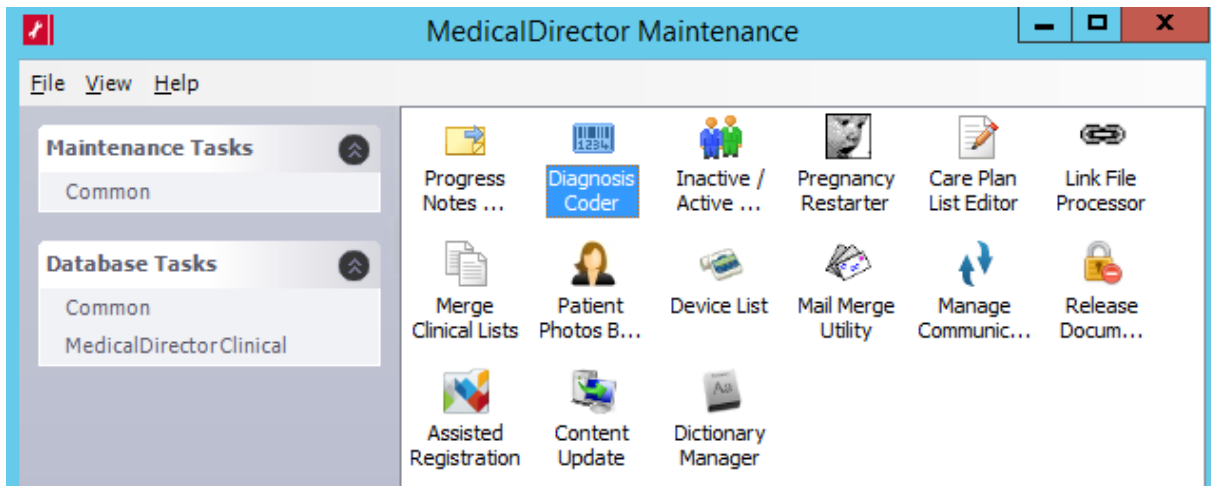 MedicalDirector Maintenance
File View Help
Maintenance Tasks
Common
Database Tasks
Common
MedicalDirectorClinical
Progress
Notes ...
1234
Diagnosis
Coder
Inactive /
Active ...
Pregnancy
Restarter
Care Plan
List Editor
Link File
Processor
Merge
Clinical Lists
Patient
Photos B...
Device List
Mail Merge
Utility
Manage
Communic...
Release
Docum...
Assisted
Registration
Content
Update
Aa
Dictionary
Manager